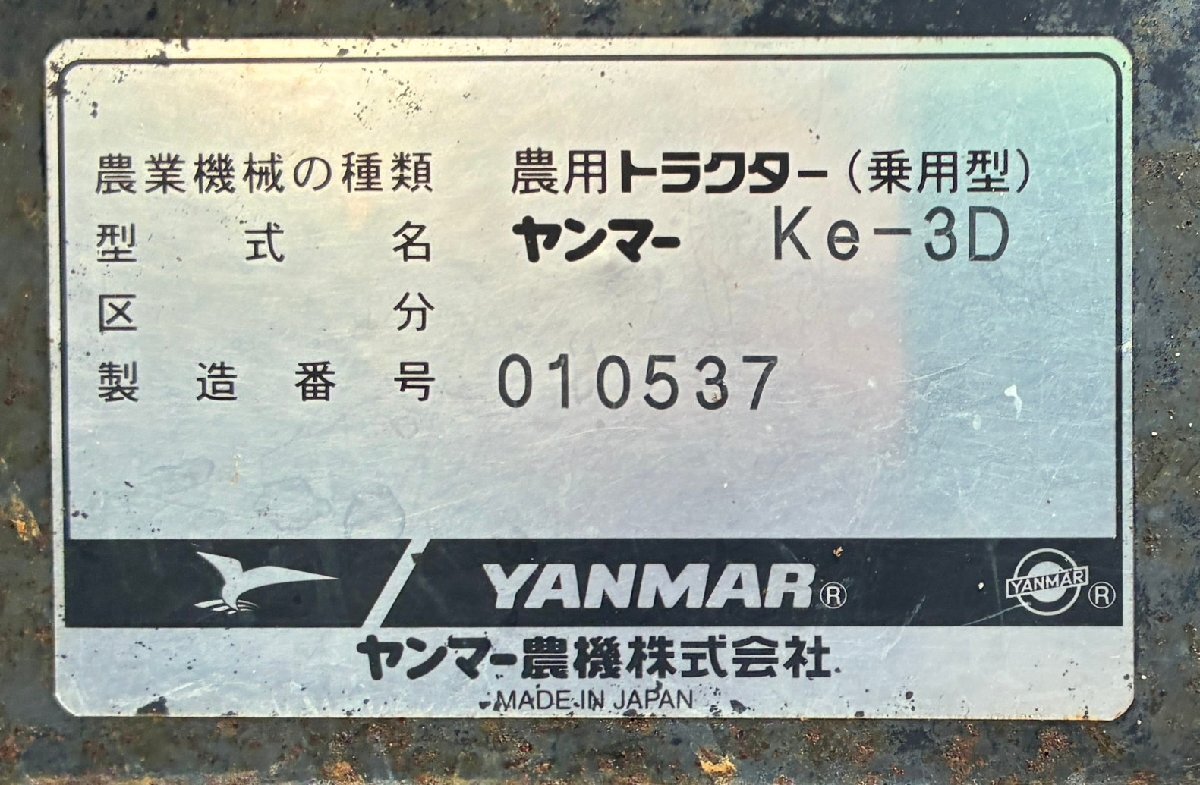 農業機械の種類 農用トラクター(乗用型)
型式名 ヤンマー Ke-3D
区分
製造番号 010537
YANMAR® YANMAR®
ヤンマー農機株式会社
MADE IN JAPAN